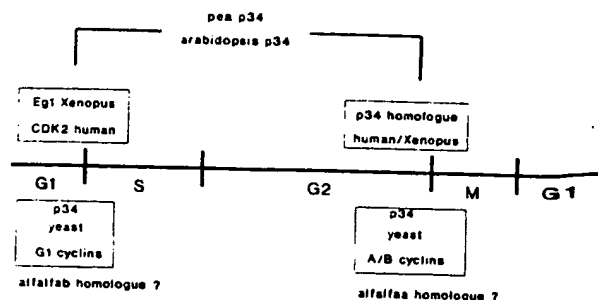 pea p34
arabidopsis p34
Eg1 Xenopus
CDK2 human
p34 homologue
human/Xenopus
G1
S
G2
M
G1
p34
yeast
G1 cyclins
p34
yeast
A/B cyclins
alfalfab homologue ?
alfalfaa homologue ?